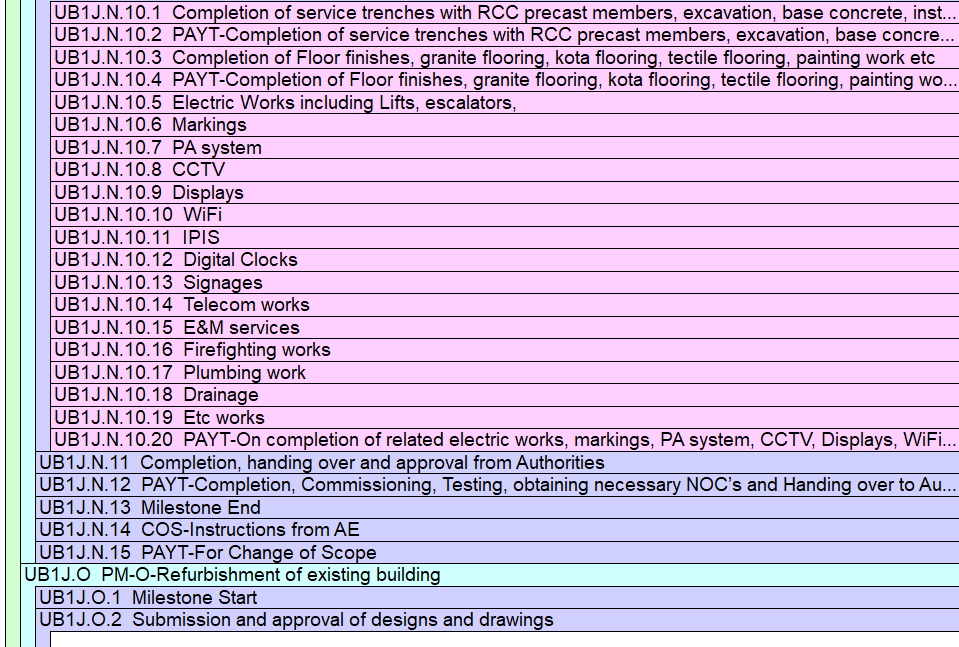 UB1J.N.10.1 Completion of service trenches with RCC precast members, excavation, base concrete, inst...
UB1J.N.10.2 PAYT-Completion of service trenches with RCC precast members, excavation, base concre...
UB1J.N.10.3 Completion of Floor finishes, granite flooring, kota flooring, tectile flooring, painting work etc
UB1J.N.10.4 PAYT-Completion of Floor finishes, granite flooring, kota flooring, tectile flooring, painting wo...
UB1J.N.10.5 Electric Works including Lifts, escalators,
UB1J.N.10.6 Markings
UB1J.N.10.7 PA system
UB1J.N.10.8 CCTV
UB1J.N.10.9 Displays
UB1J.N.10.10 WiFi
UB1J.N.10.11 IPIS
UB1J.N.10.12 Digital Clocks
UB1J.N.10.13 Signages
UB1J.N.10.14 Telecom works
UB1J.N.10.15 E&M services
UB1J.N.10.16 Firefighting works
UB1J.N.10.17 Plumbing work
UB1J.N.10.18 Drainage
UB1J.N.10.19 Etc works
UB1J.N.10.20 PAYT-On completion of related electric works, markings, PA system, CCTV, Displays, WiFi...
UB1J.N.11 Completion, handing over and approval from Authorities
UB1J.N.12 PAYT-Completion, Commissioning, Testing, obtaining necessary NOC’s and Handing over to Au...
UB1J.N.13 Milestone End
UB1J.N.14 COS-Instructions from AE
UB1J.N.15 PAYT-For Change of Scope
UB1J.O PM-O-Refurbishment of existing building
UB1J.O.1 Milestone Start
UB1J.O.2 Submission and approval of designs and drawings